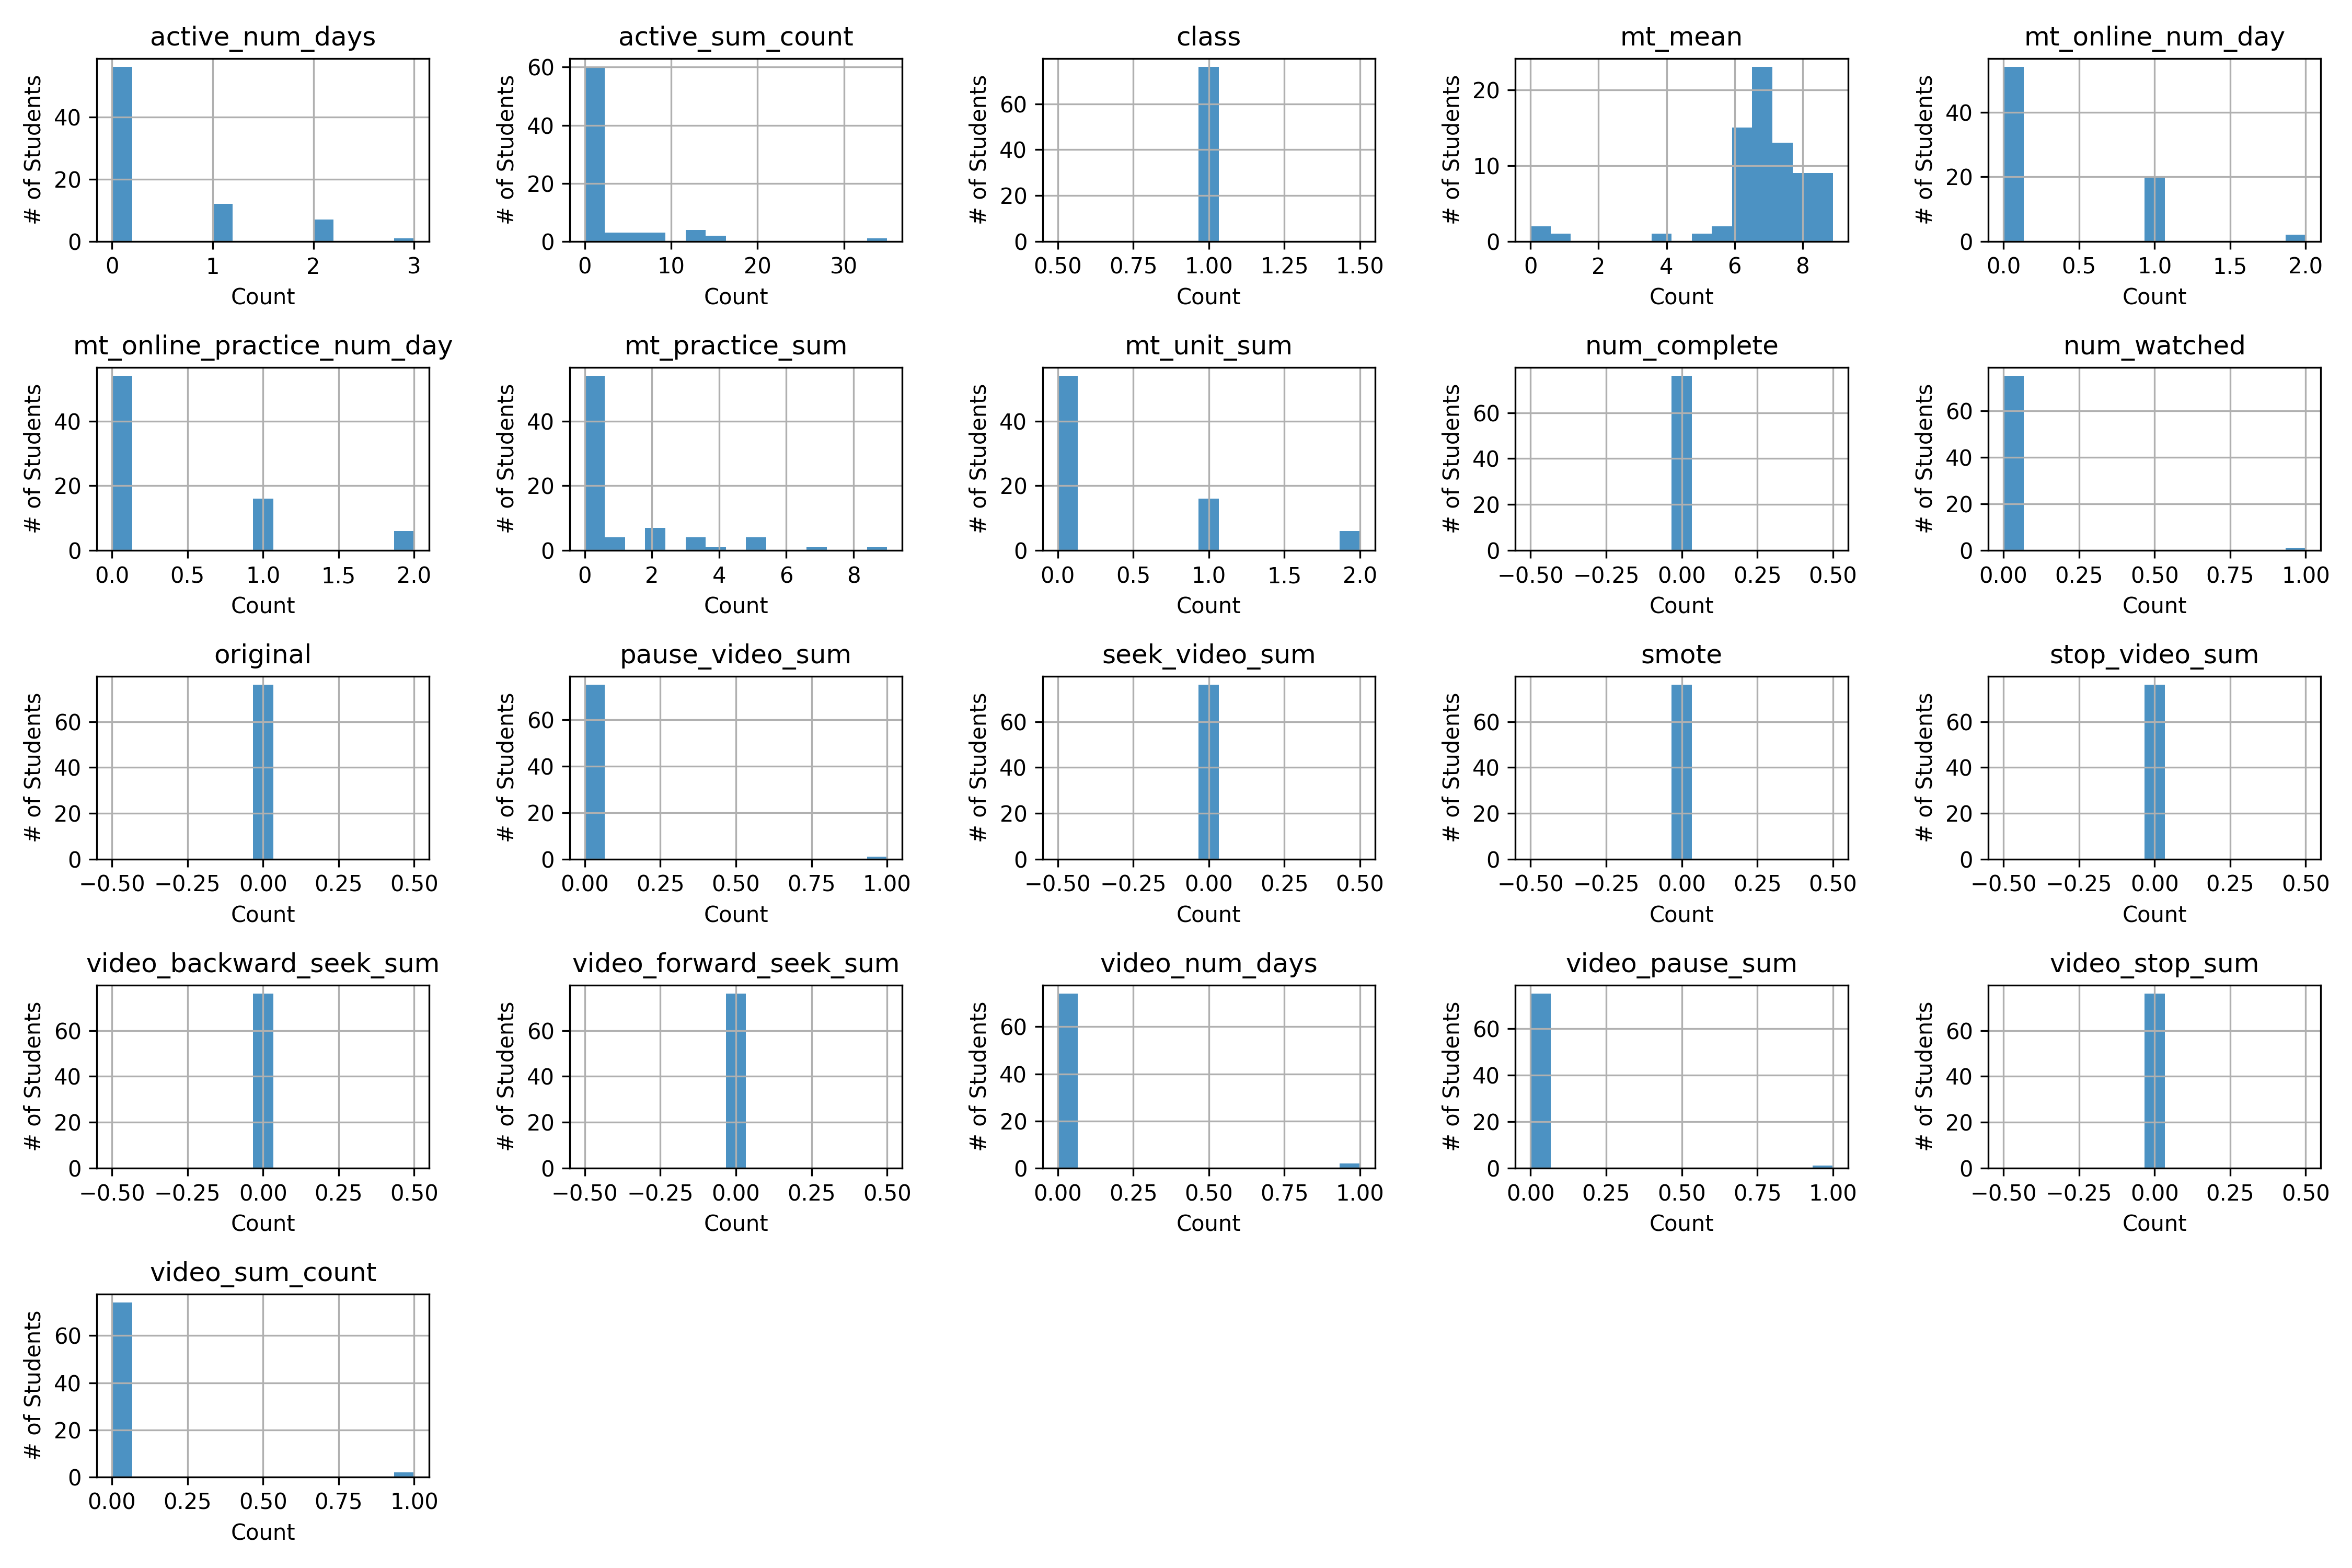 active_num_days
# of Students
40
20
0
0 1 2 3
Count
active_sum_count
# of Students
60
40
20
0
0 10 20 30
Count
class
# of Students
60
40
20
0
0.50 0.75 1.00 1.25 1.50
Count
mt_mean
# of Students
20
10
0
0 2 4 6 8
Count
mt_online_num_day
# of Students
40
20
0
0.0 0.5 1.0 1.5 2.0
Count
mt_online_practice_num_day
# of Students
40
20
0
0.0 0.5 1.0 1.5 2.0
Count
mt_practice_sum
# of Students
40
20
0
0 2 4 6 8
Count
mt_unit_sum
# of Students
40
20
0
0.0 0.5 1.0 1.5 2.0
Count
num_complete
# of Students
60
40
20
0
−0.50 −0.25 0.00 0.25 0.50
Count
num_watched
# of Students
60
40
20
0
0.00 0.25 0.50 0.75 1.00
Count
original
# of Students
60
40
20
0
−0.50 −0.25 0.00 0.25 0.50
Count
pause_video_sum
# of Students
60
40
20
0
0.00 0.25 0.50 0.75 1.00
Count
seek_video_sum
# of Students
60
40
20
0
−0.50 −0.25 0.00 0.25 0.50
Count
smote
# of Students
60
40
20
0
−0.50 −0.25 0.00 0.25 0.50
Count
stop_video_sum
# of Students
60
40
20
0
−0.50 −0.25 0.00 0.25 0.50
Count
video_backward_seek_sum
# of Students
60
40
20
0
−0.50 −0.25 0.00 0.25 0.50
Count
video_forward_seek_sum
# of Students
60
40
20
0
−0.50 −0.25 0.00 0.25 0.50
Count
video_num_days
# of Students
60
40
20
0
0.00 0.25 0.50 0.75 1.00
Count
video_pause_sum
# of Students
60
40
20
0
0.00 0.25 0.50 0.75 1.00
Count
video_stop_sum
# of Students
60
40
20
0
−0.50 −0.25 0.00 0.25 0.50
Count
video_sum_count
# of Students
60
40
20
0
0.00 0.25 0.50 0.75 1.00
Count